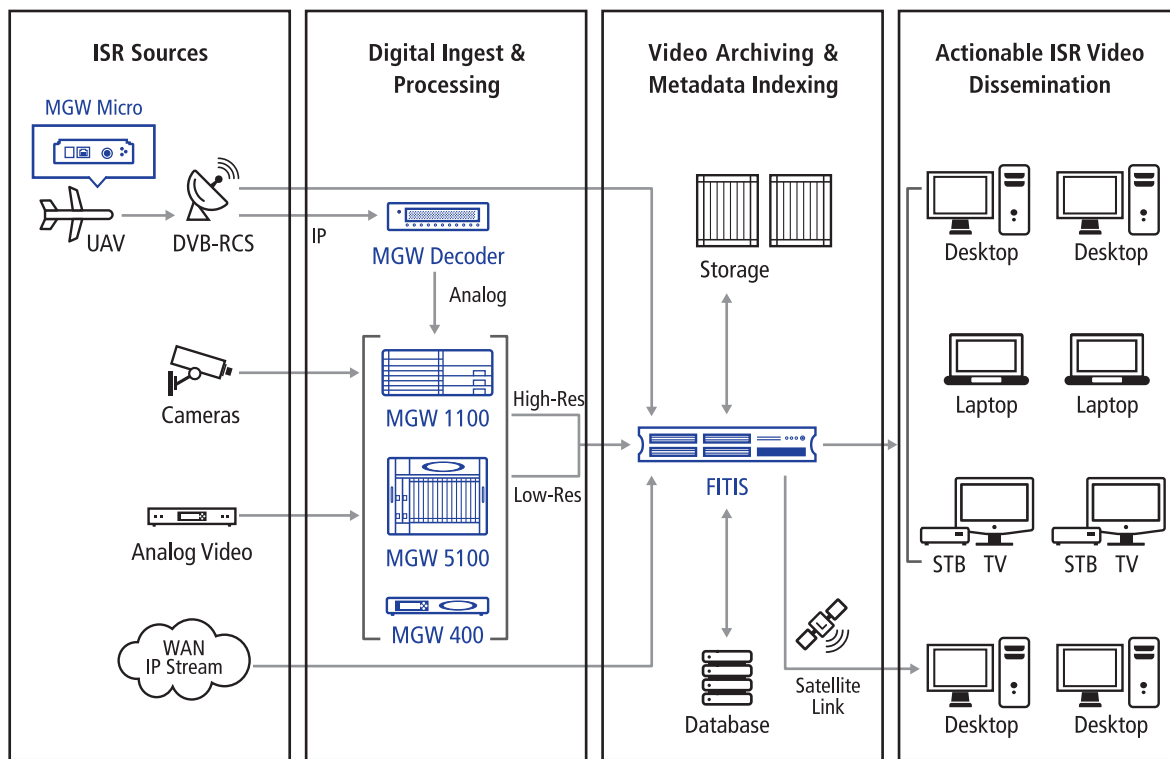 ISR Sources
MGW Micro
UAV
DVB-RCS
IP
Cameras
Analog Video
WAN
IP Stream
Digital Ingest &
Processing
MGW Decoder
Analog
MGW 1100
High-Res
Low-Res
MGW 5100
MGW 400
Video Archiving &
Metadata Indexing
Storage
FITIS
Database
L
Satellite
Link
Actionable ISR Video
Dissemination
Desktop
Desktop
Laptop
Laptop
STB TV
STB TV
Desktop
Desktop